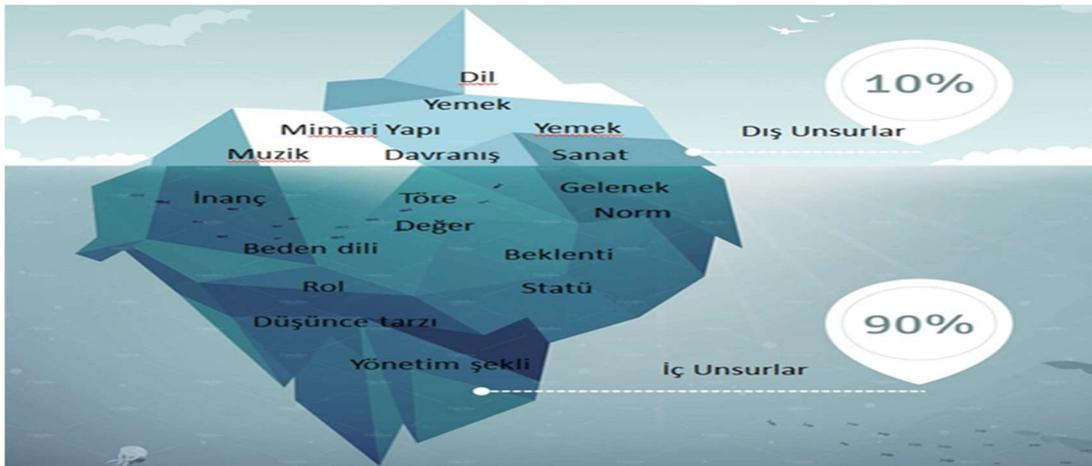 Dil
10%
Yemek
Mimari Yapı
Yemek
Dış Unsurlar
Muzik
Davranış
Sanat
İnanç
Töre
Gelenek
Değer
Norm
Beden dili
Beklenti
Rol
Statü
Düşünce tarzı
90%
Yönetim şekli
İç Unsurlar